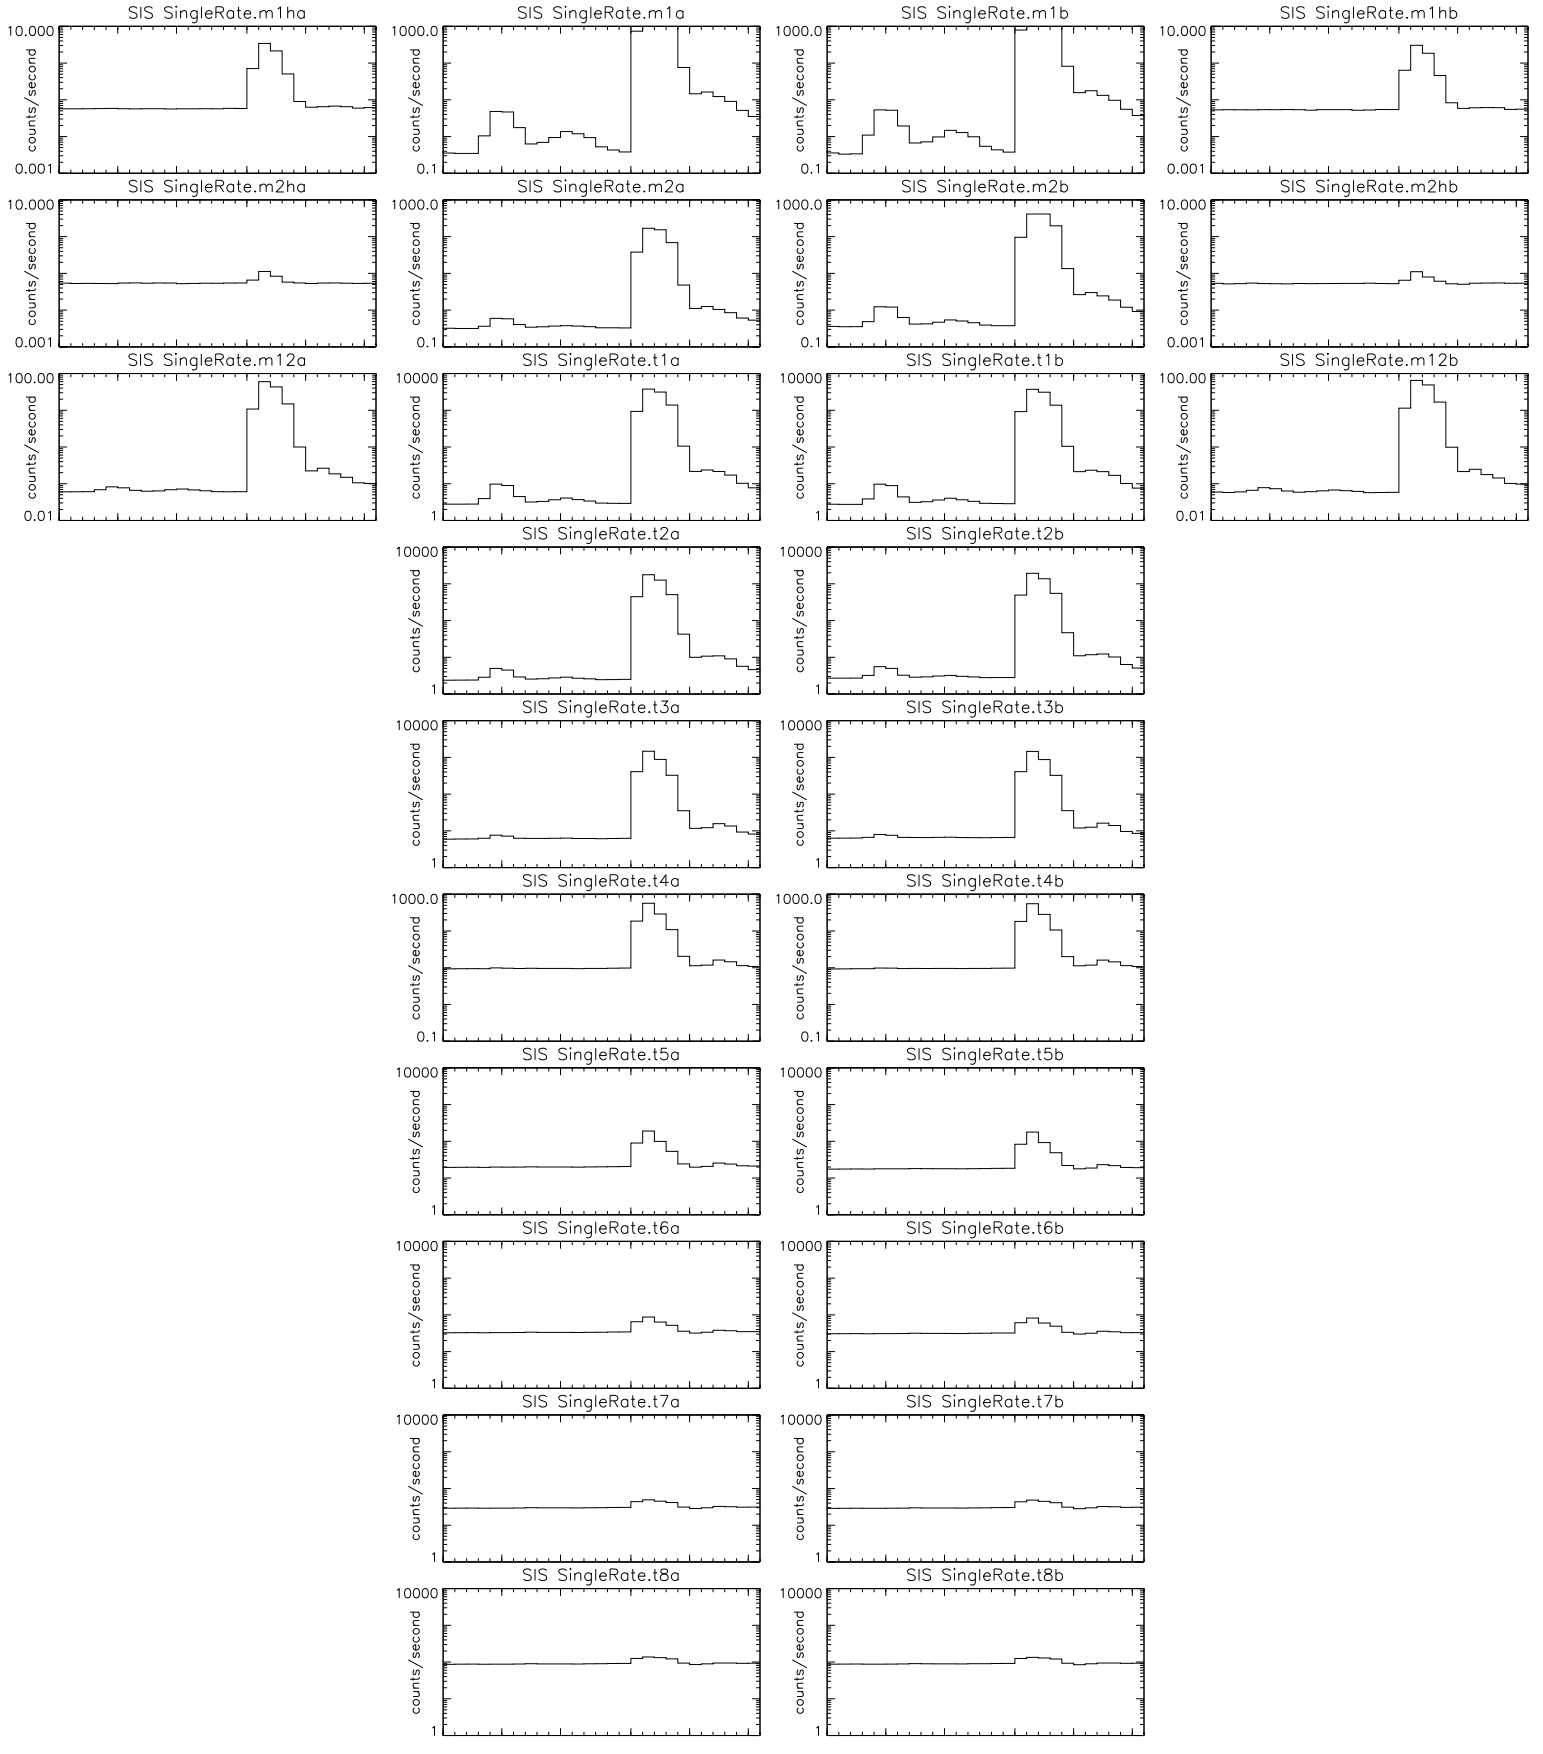 SIS SingleRate.m1ha
10.000
counts/second
0.001
SIS SingleRate.m1a
1000.0
counts/second
0.1
SIS SingleRate.m1b
1000.0
counts/second
0.1
SIS SingleRate.m1hb
10.000
counts/second
0.001
SIS SingleRate.m2ha
10.000
counts/second
0.001
SIS SingleRate.m2a
1000.0
counts/second
0.1
SIS SingleRate.m2b
1000.0
counts/second
0.1
SIS SingleRate.m2hb
10.000
counts/second
0.001
SIS SingleRate.m12a
100.00
counts/second
0.01
SIS SingleRate.t1a
10000
counts/second
1
SIS SingleRate.t1b
10000
counts/second
1
SIS SingleRate.m12b
100.00
counts/second
0.01
SIS SingleRate.t2a
10000
counts/second
1
SIS SingleRate.t2b
10000
counts/second
1
SIS SingleRate.t3a
10000
counts/second
1
SIS SingleRate.t3b
10000
counts/second
1
SIS SingleRate.t4a
1000.0
counts/second
0.1
SIS SingleRate.t4b
1000.0
counts/second
0.1
SIS SingleRate.t5a
10000
counts/second
1
SIS SingleRate.t5b
10000
counts/second
1
SIS SingleRate.t6a
10000
counts/second
1
SIS SingleRate.t6b
10000
counts/second
1
SIS SingleRate.t7a
10000
counts/second
1
SIS SingleRate.t7b
10000
counts/second
1
SIS SingleRate.t8a
10000
counts/second
1
SIS SingleRate.t8b
10000
counts/second
1